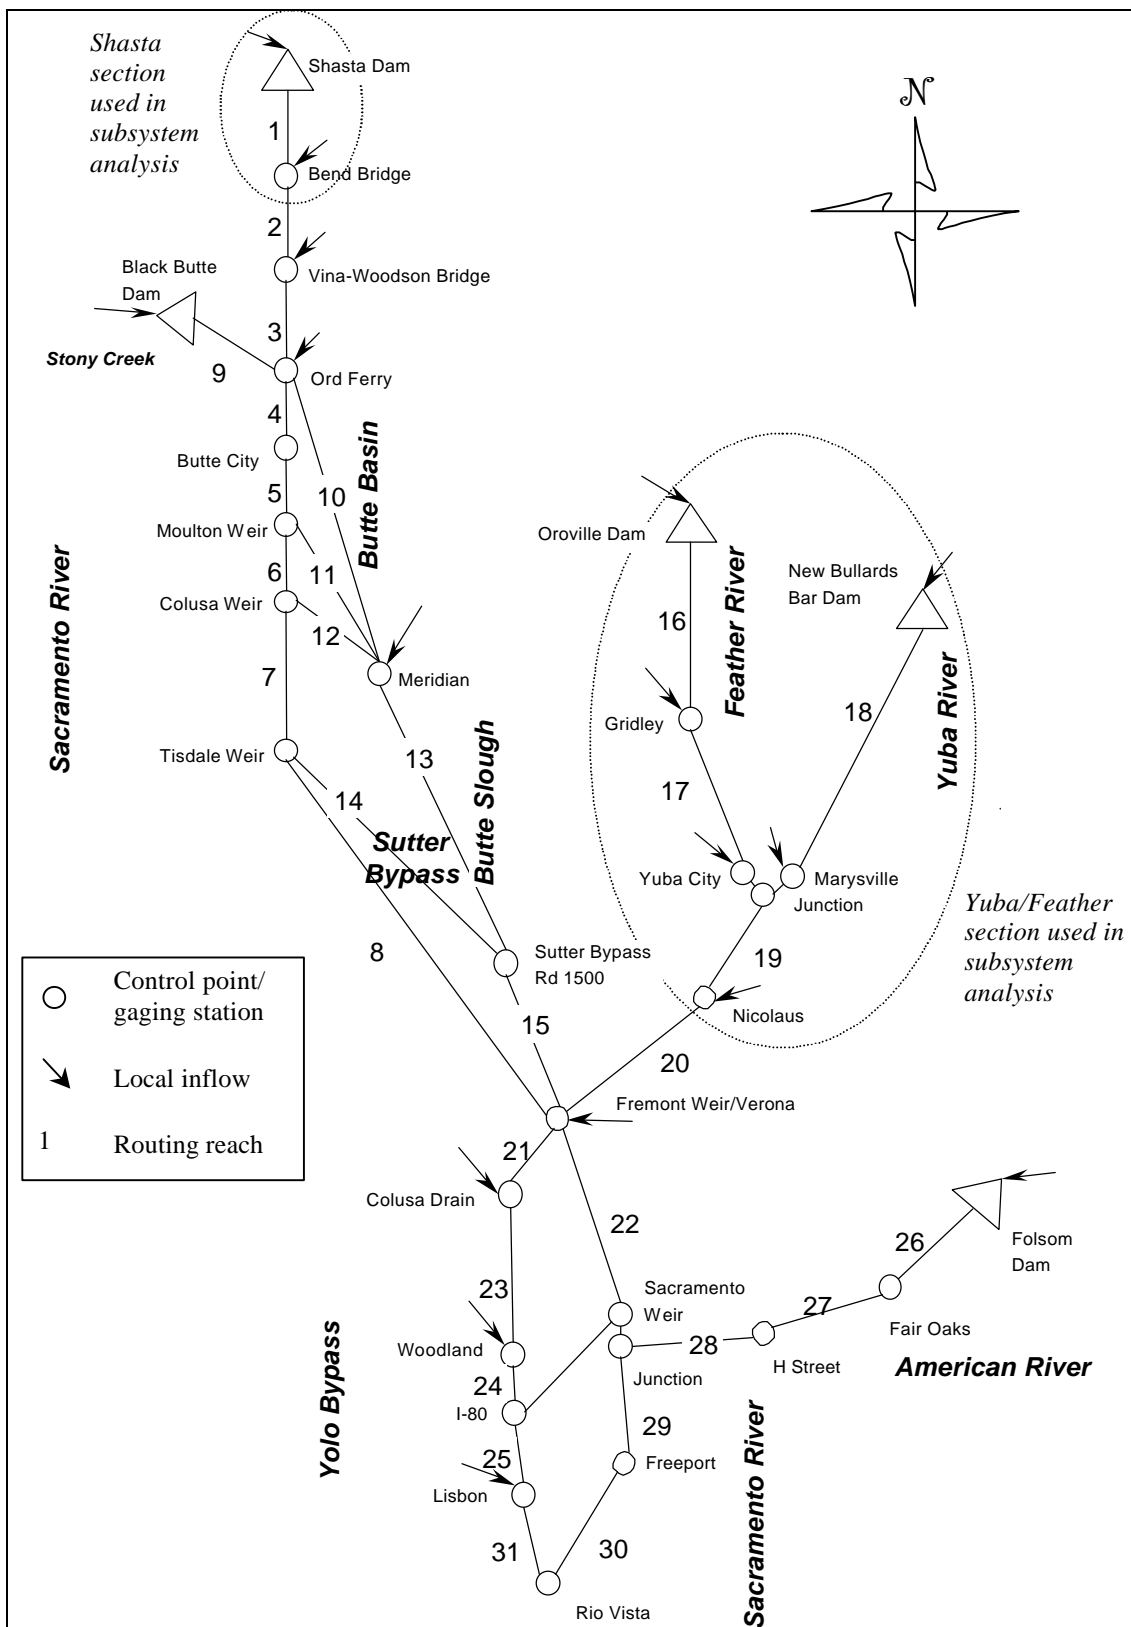 Shasta
section
used in
subsystem
analysis
Shasta Dam
N
1
Bend Bridge
2
Vina-Woodson Bridge
Black Butte
Dam
3
Stony Creek
9
Ord Ferry
4
Butte City
Butte Basin
10
5
Moulton Weir
11
6
Colusa Weir
12
Sacramento River
7
Meridian
Tisdale Weir
13
14
Butte Slough
Sutter
Bypass
8
Sutter Bypass
Rd 1500
15
Oroville Dam
New Bullards
Bar Dam
16
Feather River
18
Yuba River
Gridley
17
Yuba City
Marysville
Junction
19
Nicolaus
Yuba/Feather
section used in
subsystem
analysis
20
Fremont Weir/Verona
Control point/
gaging station
Local inflow
1
Routing reach
21
Colusa Drain
22
26
Folsom
Dam
23
Sacramento
Weir
27
Fair Oaks
Woodland
28
H Street
American River
Junction
24
I-80
Yolo Bypass
29
25
Freeport
Lisbon
Sacramento River
31
30
Rio Vista